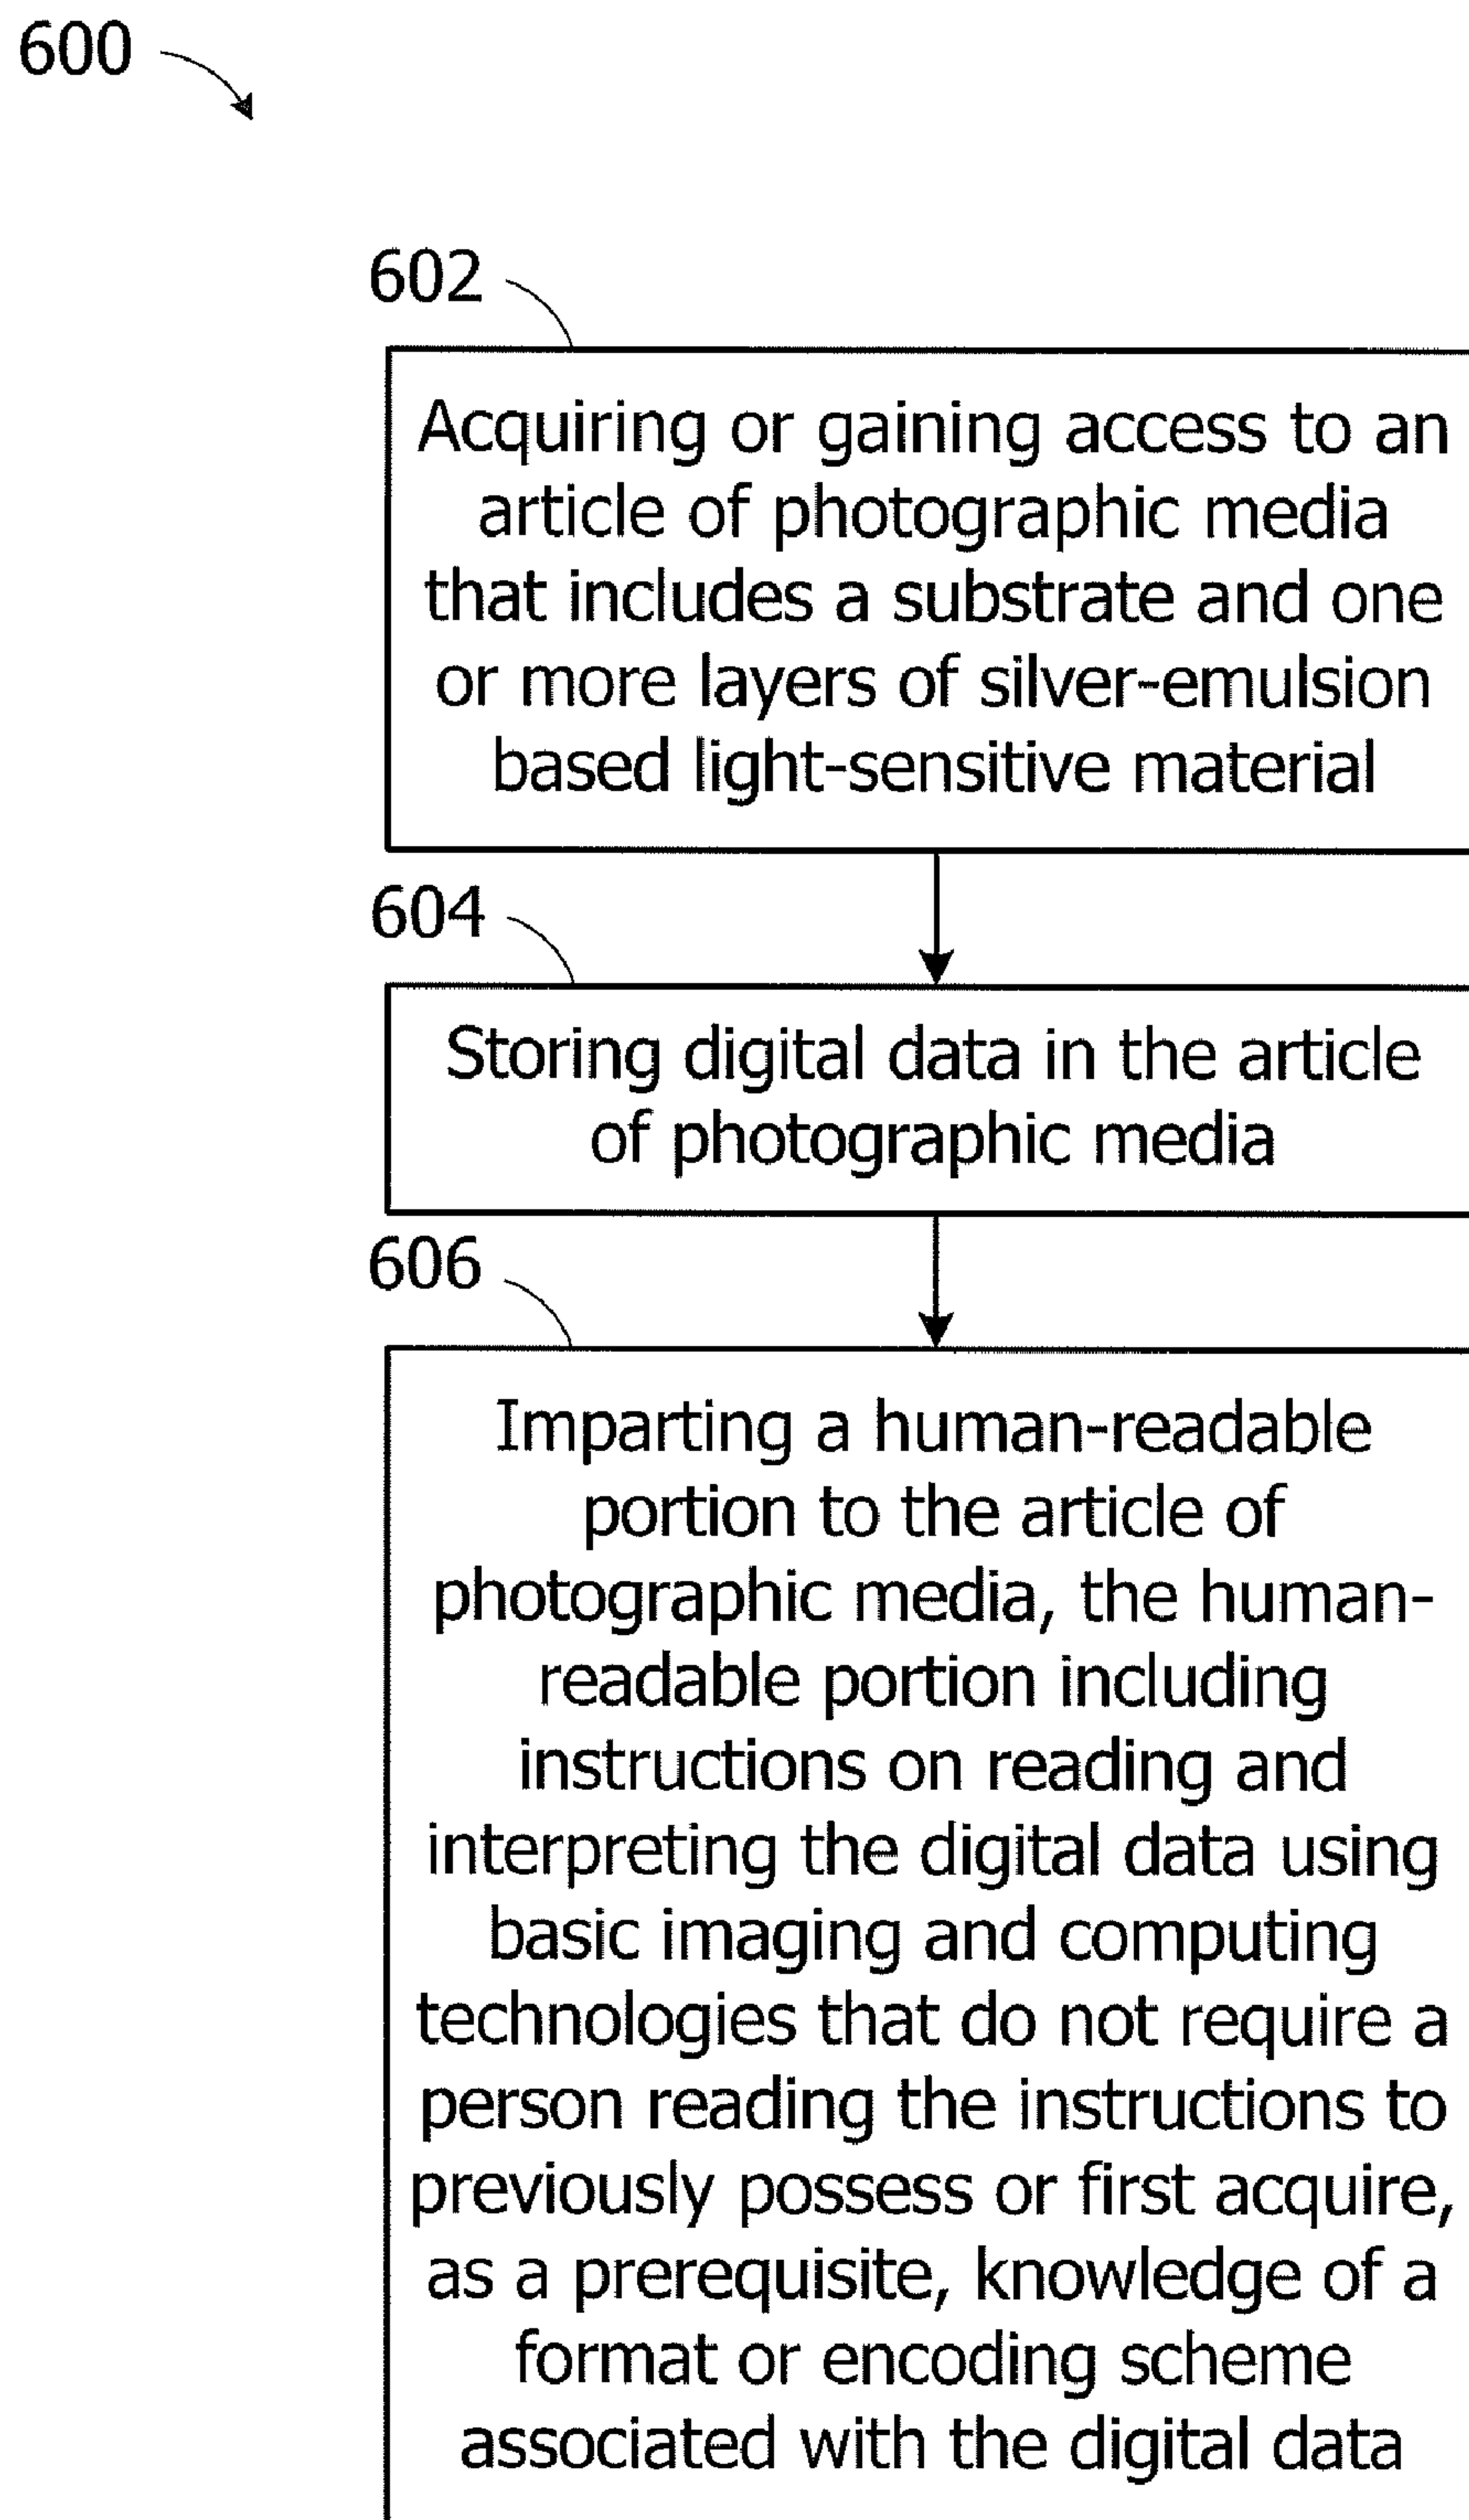 600
602
Acquiring or gaining access to an
article of photographic media
that includes a substrate and one
or more layers of silver-emulsion
based light-sensitive material
604
Storing digital data in the article
of photographic media
606
Imparting a human-readable
portion to the article of
photographic media, the human-
readable portion including
instructions on reading and
interpreting the digital data using
basic imaging and computing
technologies that do not require a
person reading the instructions to
previously possess or first acquire,
as a prerequisite, knowledge of a
format or encoding scheme
associated with the digital data